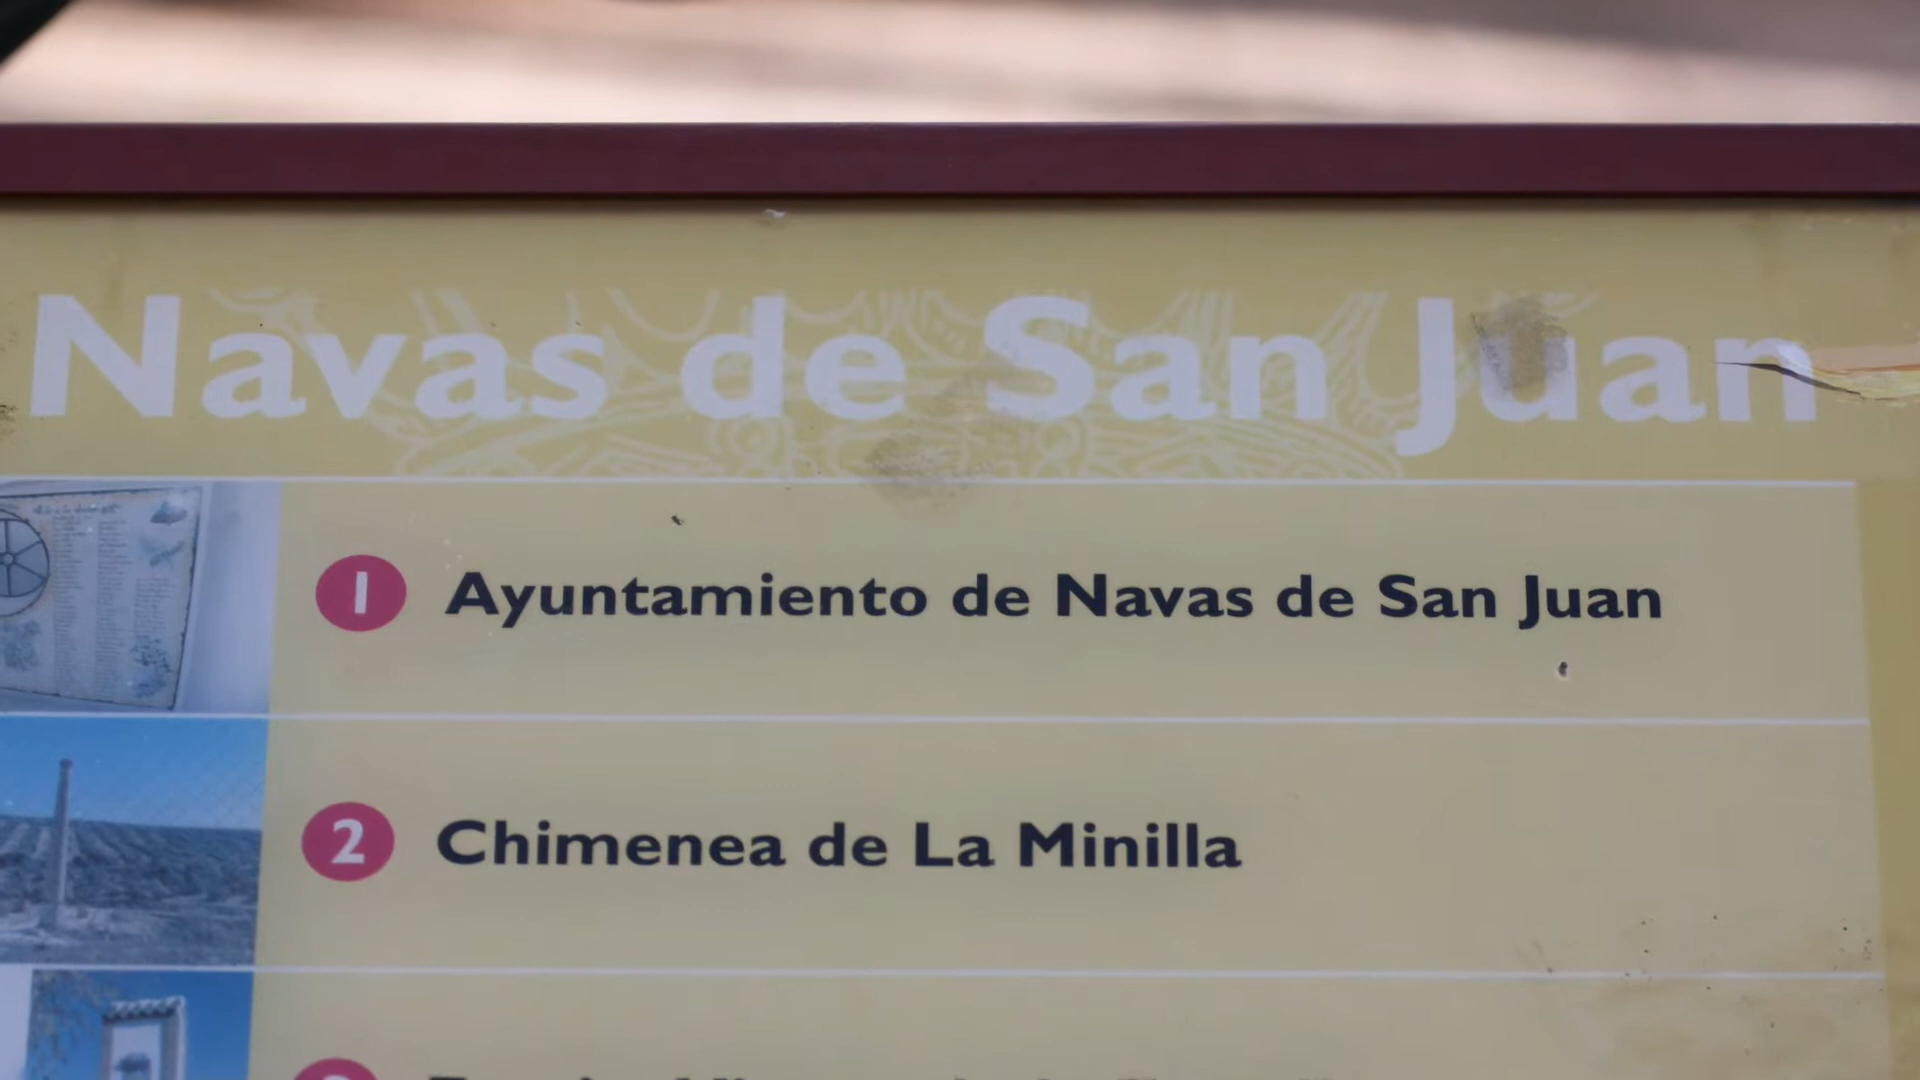 Navas de San Juan
1 Ayuntamiento de Navas de San Juan
2 Chimenea de La Minilla